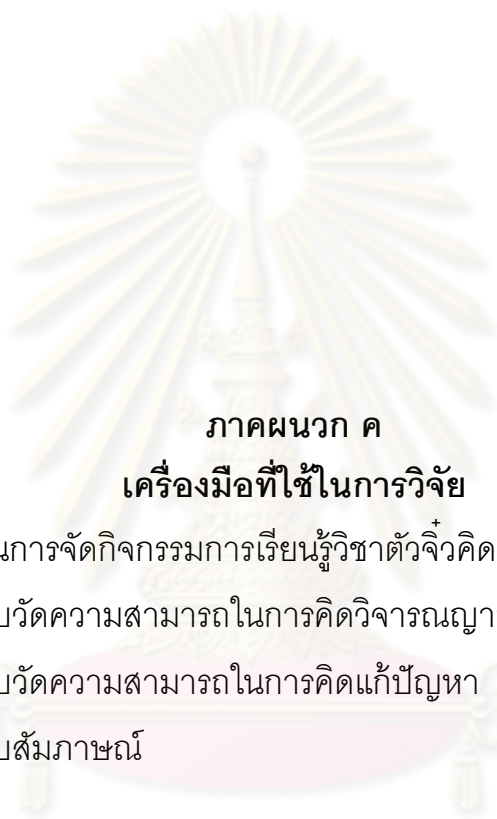 ภาคผนวก ค
เครื่องมือที่ใช้ในการวิจัย
การจัดกิจกรรมการเรียนรู้วิชาตัวจิ๋วคิด
วัดความสามารถในการคิดวิจารณญา
วัดความสามารถในการคิดแก้ปัญหา
สัมภาษณ์